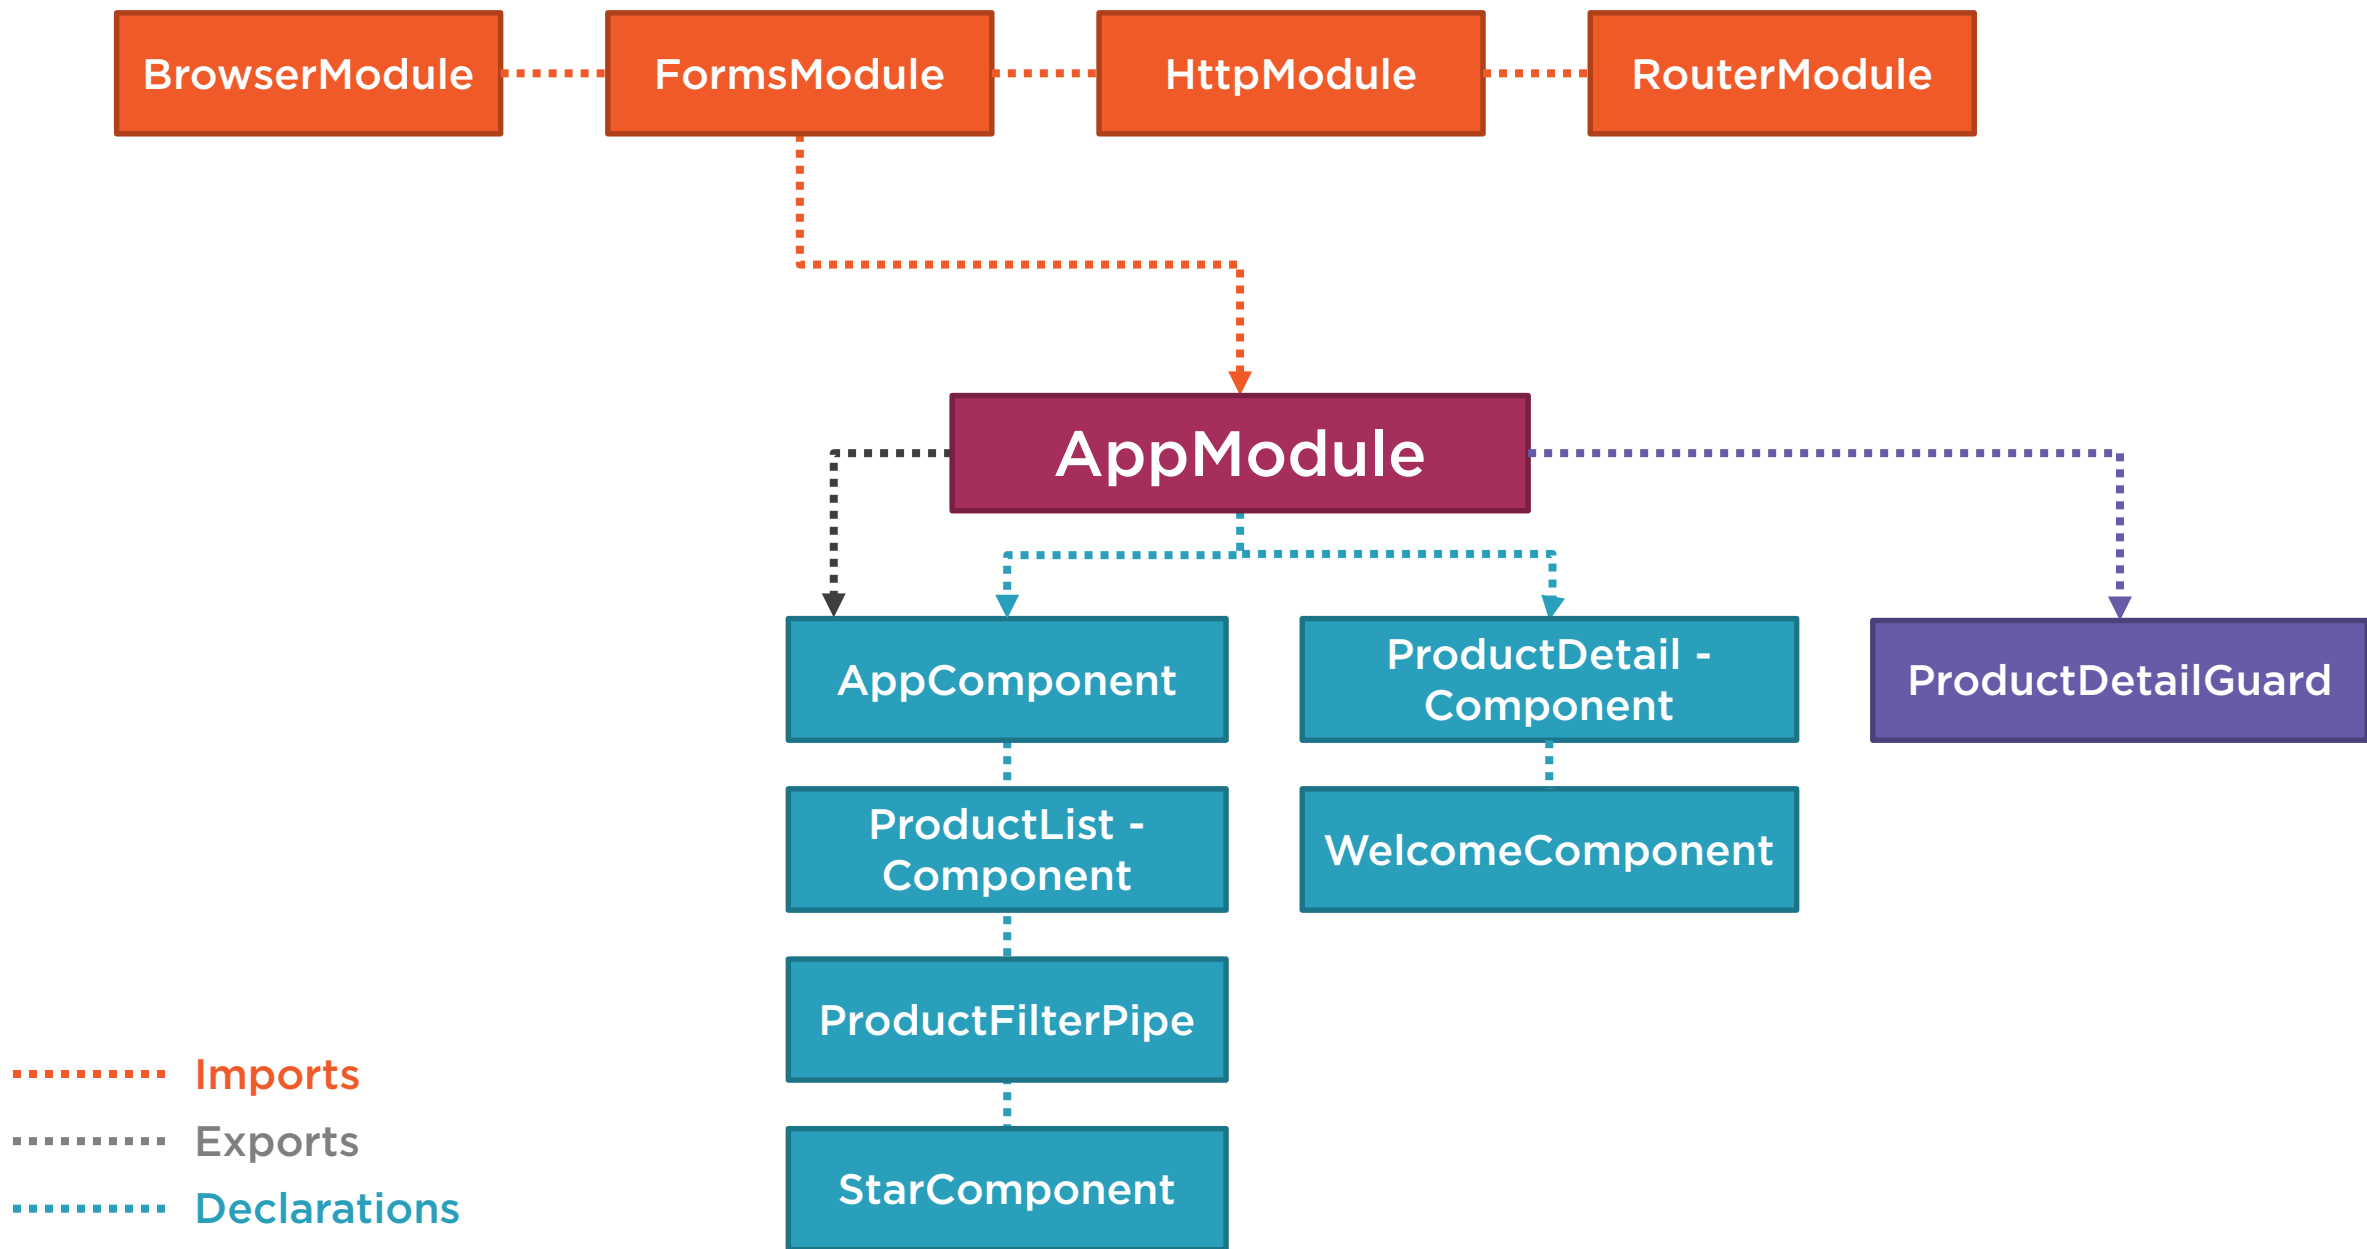 BrowserModule
FormsModule
HttpModule
RouterModule
AppModule
AppComponent
ProductDetail -
Component
ProductDetailGuard
ProductList -
Component
WelcomeComponent
ProductFilterPipe
StarComponent
Imports
Exports
Declarations